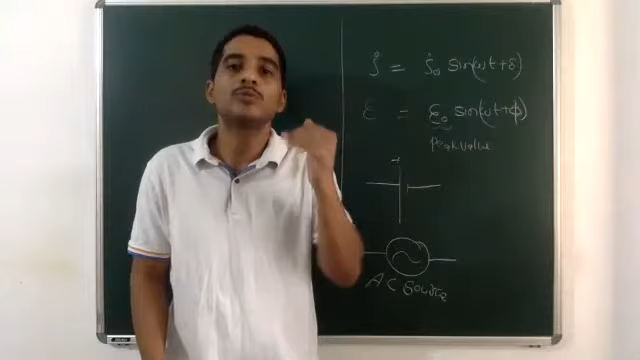 i = i₀ sin(ωt+δ)
ε = ε₀ sin(ωt+ϕ)
peak value
AC Source